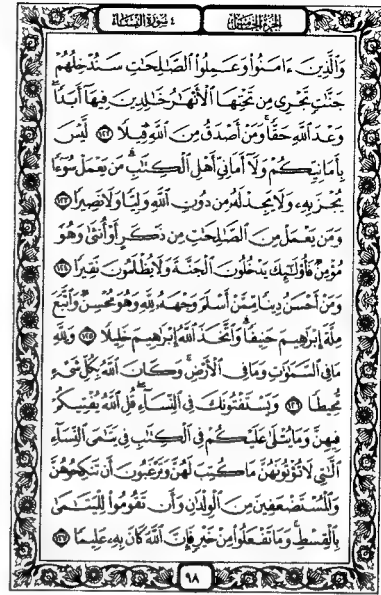 الجزء الخامس ٤ سورة النساء
وَٱلَّذِينَ ءَامَنُوا۟ وَعَمِلُوا۟ ٱلصَّـٰلِحَـٰتِ سَنُدْخِلُهُمْ
جَنَّـٰتٍ تَجْرِى مِن تَحْتِهَا ٱلْأَنْهَـٰرُ خَـٰلِدِينَ فِيهَآ أَبَدًا ۖ
وَعْدَ ٱللَّهِ حَقًّا ۚ وَمَنْ أَصْدَقُ مِنَ ٱللَّهِ قِيلًا ١٢٢ لَّيْسَ
بِأَمَانِيِّكُمْ وَلَآ أَمَانِىِّ أَهْلِ ٱلْكِتَـٰبِ ۗ مَن يَعْمَلْ سُوٓءًا
يُجْزَ بِهِۦ وَلَا يَجِدْ لَهُۥ مِن دُونِ ٱللَّهِ وَلِيًّا وَلَا نَصِيرًا ١٢٣
وَمَن يَعْمَلْ مِنَ ٱلصَّـٰلِحَـٰتِ مِن ذَكَرٍ أَوْ أُنثَىٰ وَهُوَ
مُؤْمِنٌ فَأُو۟لَـٰٓئِكَ يَدْخُلُونَ ٱلْجَنَّةَ وَلَا يُظْلَمُونَ نَقِيرًا ١٢٤
وَمَنْ أَحْسَنُ دِينًا مِّمَّنْ أَسْلَمَ وَجْهَهُۥ لِلَّهِ وَهُوَ مُحْسِنٌ وَٱتَّبَعَ
مِلَّةَ إِبْرَٰهِيمَ حَنِيفًا ۗ وَٱتَّخَذَ ٱللَّهُ إِبْرَٰهِيمَ خَلِيلًا ١٢٥ وَلِلَّهِ
مَا فِى ٱلسَّمَـٰوَٰتِ وَمَا فِى ٱلْأَرْضِ ۚ وَكَانَ ٱللَّهُ بِكُلِّ شَىْءٍ
مُّحِيطًا ١٢٦ وَيَسْتَفْتُونَكَ فِى ٱلنِّسَآءِ ۖ قُلِ ٱللَّهُ يُفْتِيكُمْ
فِيهِنَّ وَمَا يُتْلَىٰ عَلَيْكُمْ فِى ٱلْكِتَـٰبِ فِى يَتَـٰمَى ٱلنِّسَآءِ
ٱلَّـٰتِى لَا تُؤْتُونَهُنَّ مَا كُتِبَ لَهُنَّ وَتَرْغَبُونَ أَن تَنكِحُوهُنَّ
وَٱلْمُسْتَضْعَفِينَ مِنَ ٱلْوِلْدَٰنِ وَأَن تَقُومُوا۟ لِلْيَتَـٰمَىٰ
بِٱلْقِسْطِ ۚ وَمَا تَفْعَلُوا۟ مِنْ خَيْرٍ فَإِنَّ ٱللَّهَ كَانَ بِهِۦ عَلِيمًا ١٢٧
٩٨